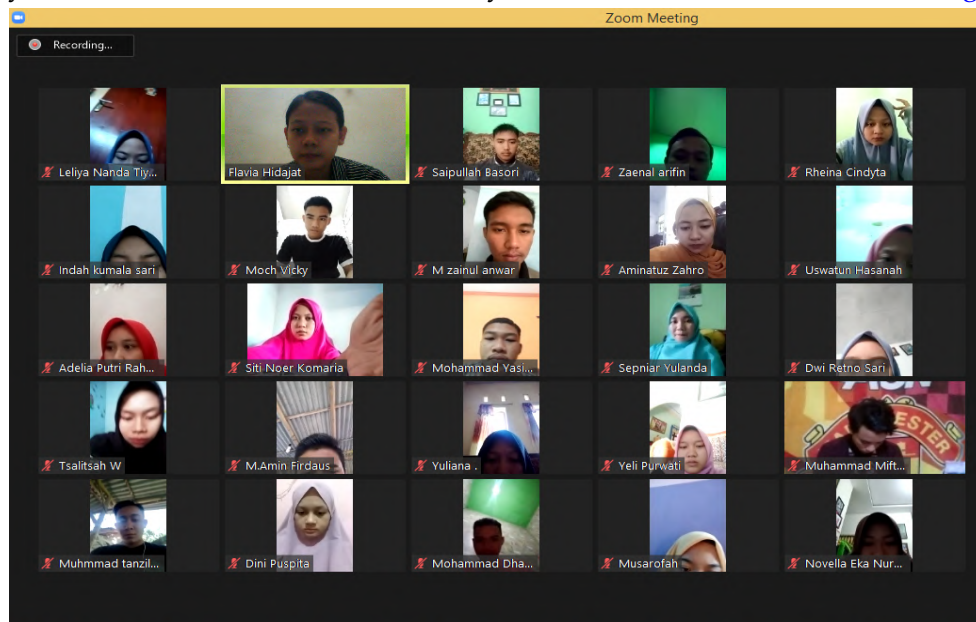 Zoom Meeting
Recording...
Leliya Nanda Tiy...
Flavia Hidajat
Saipullah Basori
Zaenal arifin
Rheina Cindyta
Indah kumala sari
Moch Vicky
M zainul anwar
Aminatuz Zahro
Uswatun Hasanah
Adelia Putri Rah...
Siti Noer Komaria
Mohammad Yasi...
Sepniar Yulanda
Dwi Retno Sari
Tsalitsah W
M.Amin Firdaus
Yuliana .
Yeli Purwati
Muhammad Mift...
Muhmmad tanzil...
Dini Puspita
Mohammad Dha...
Musarofah
Novella Eka Nur...